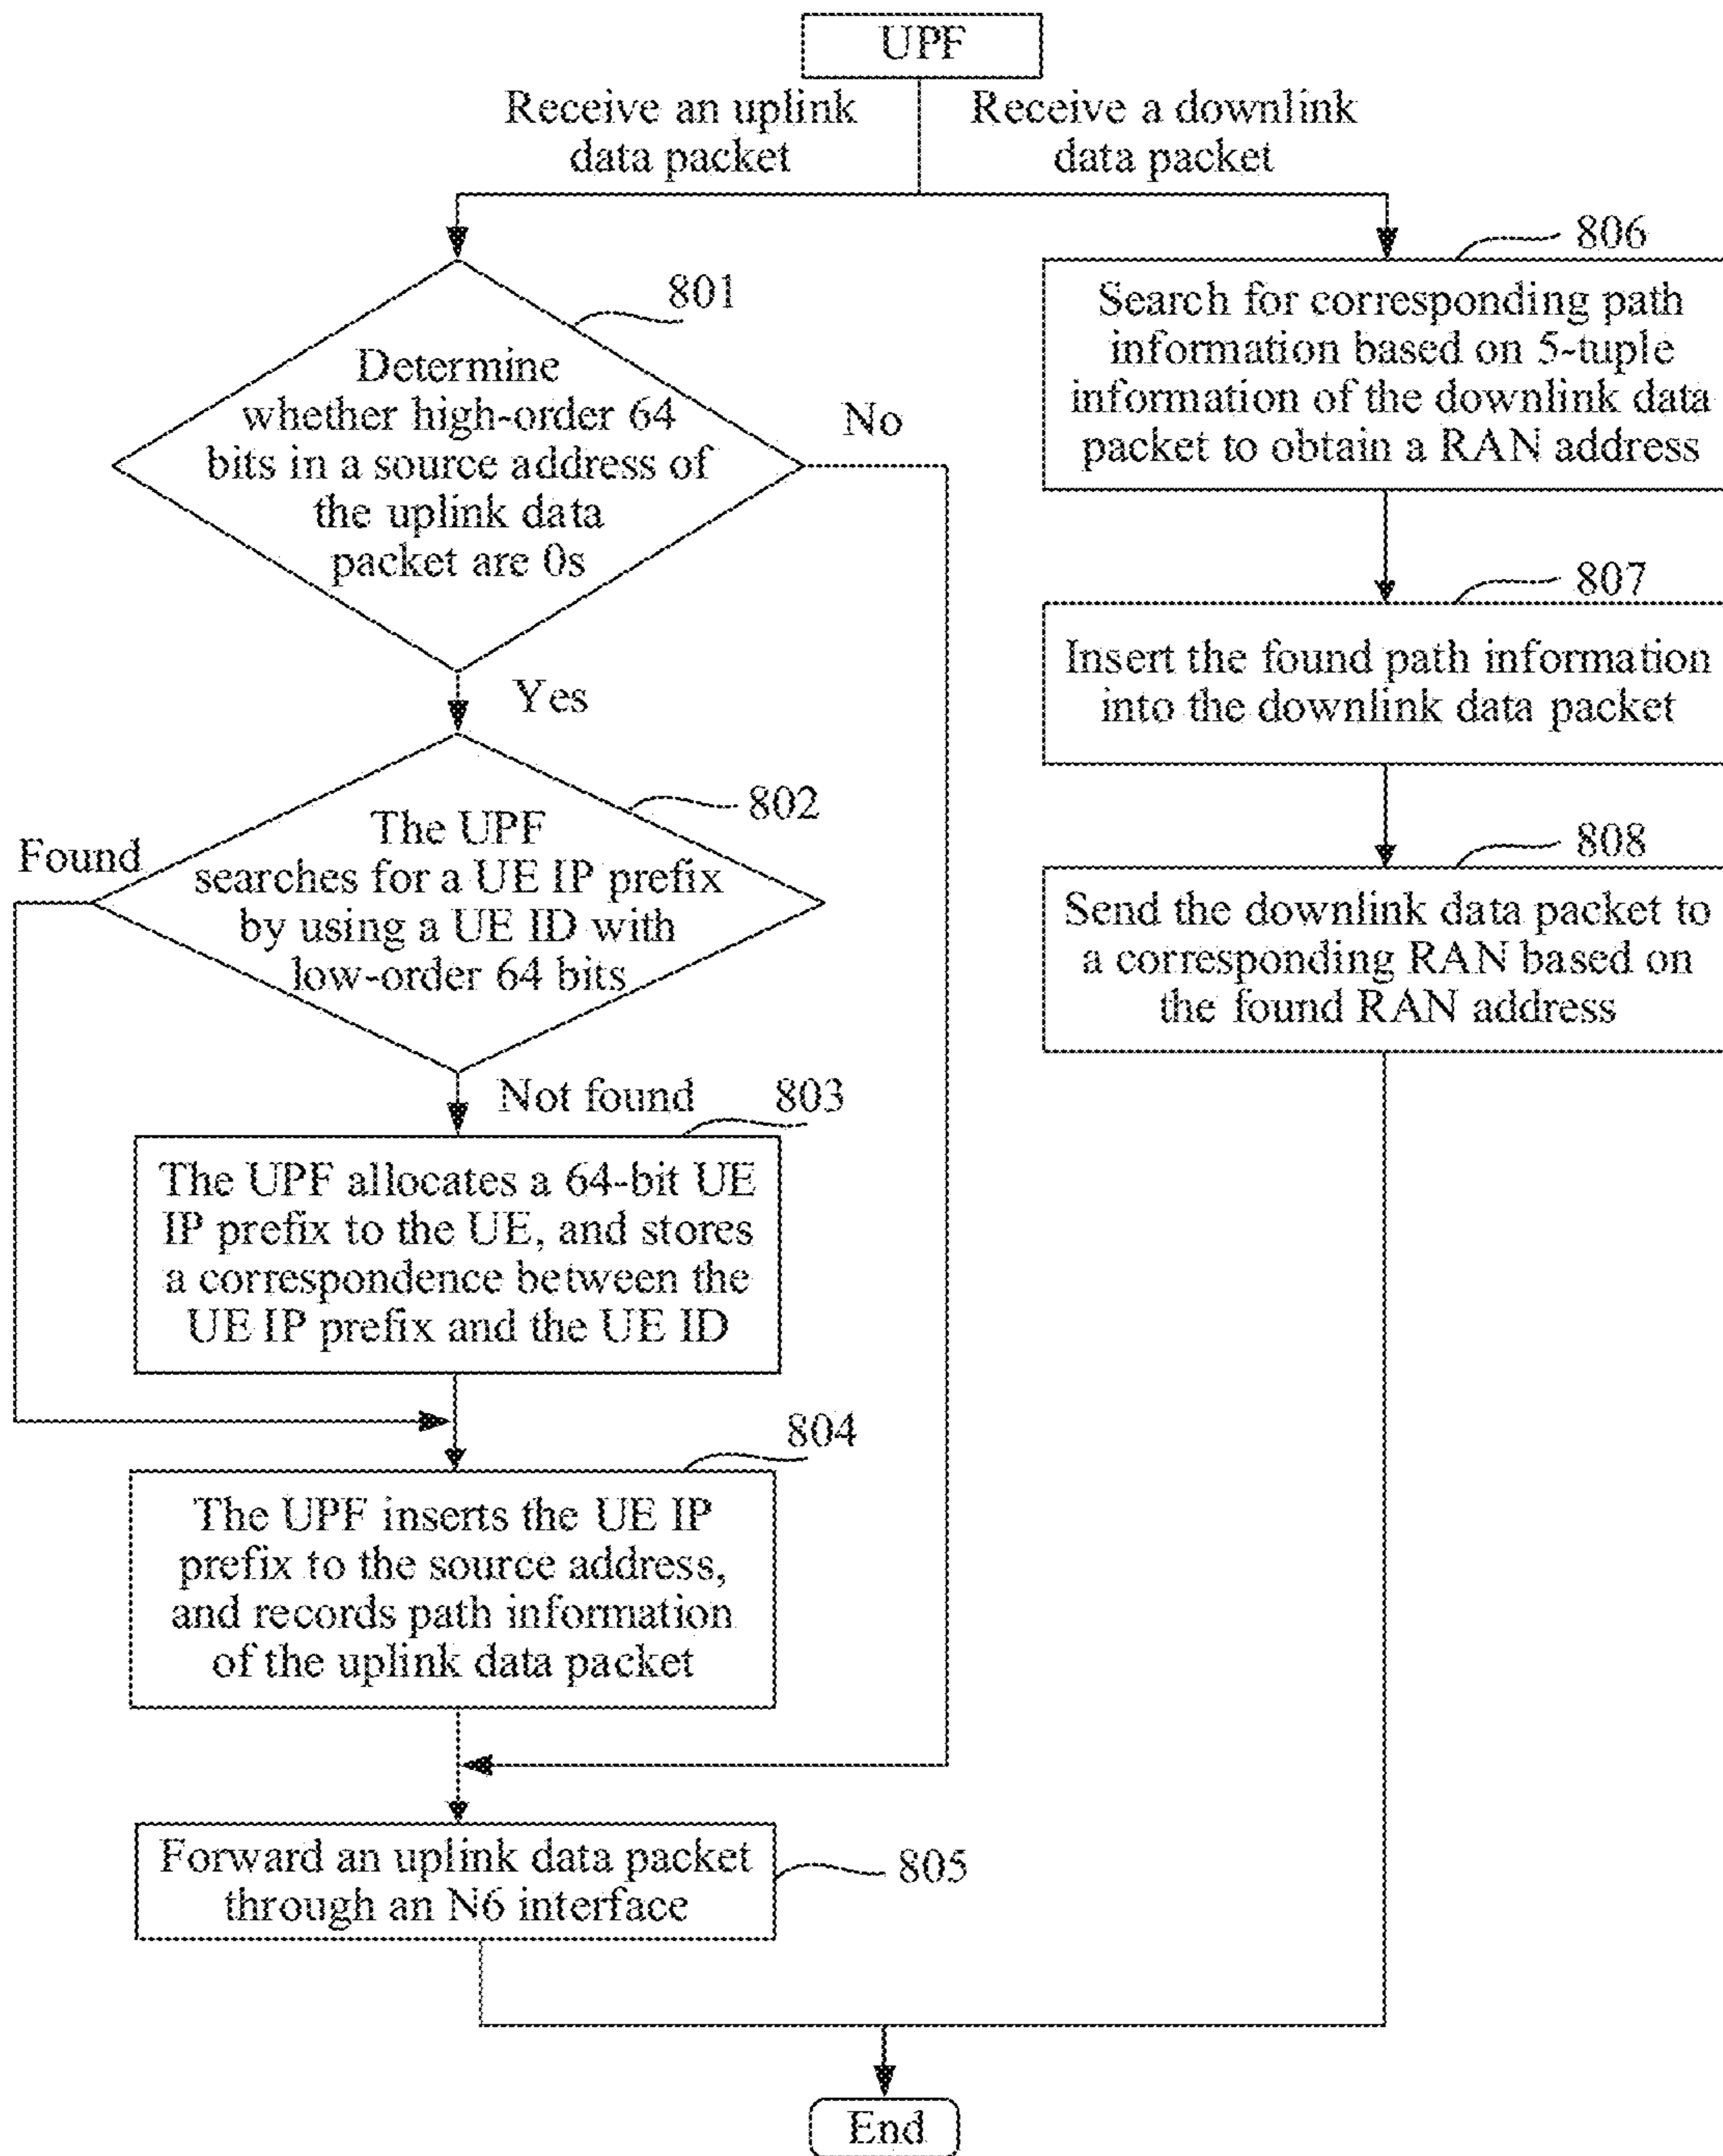 UPF
Receive an uplink
data packet
Receive a downlink
data packet
801
Determine
whether high-order 64
bits in a source address of
the uplink data
packet are 0s
No
Yes
802
The UPF
searches for a UE IP prefix
by using a UE ID with
low-order 64 bits
Found
Not found
803
The UPF allocates a 64-bit UE
IP prefix to the UE, and stores
a correspondence between the
UE IP prefix and the UE ID
804
The UPF inserts the UE IP
prefix to the source address,
and records path information
of the uplink data packet
Forward an uplink data packet
through an N6 interface
805
806
Search for corresponding path
information based on 5-tuple
information of the downlink data
packet to obtain a RAN address
807
Insert the found path information
into the downlink data packet
808
Send the downlink data packet to
a corresponding RAN based on
the found RAN address
End